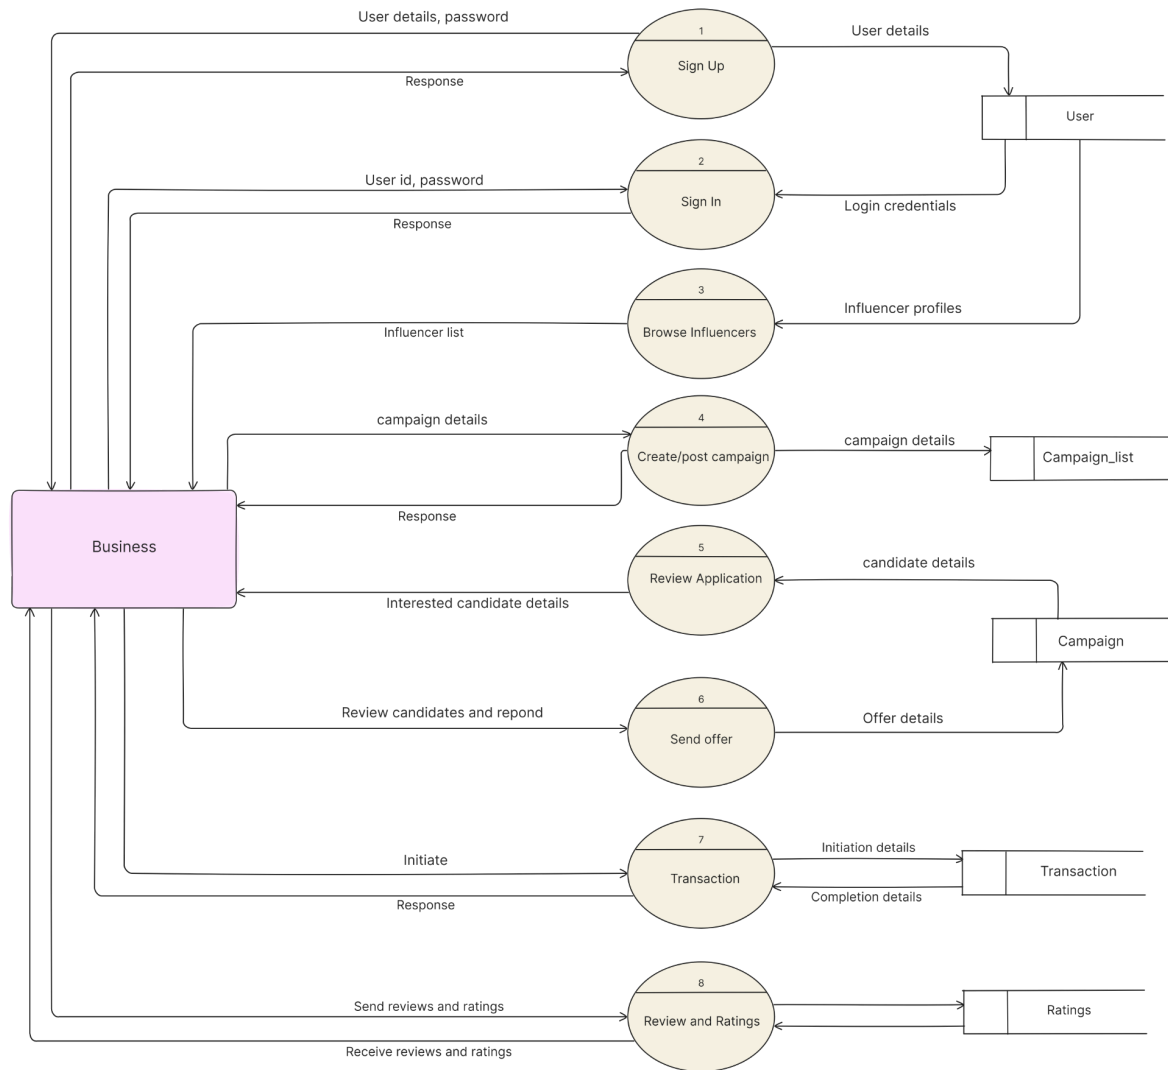 User details, password
1
Sign Up
User details
Response
User
2
Sign In
User id, password
Response
Login credentials
3
Browse Influencers
Influencer profiles
Influencer list
4
Create/post campaign
campaign details
campaign details
Campaign_list
Response
Business
5
Review Application
candidate details
Interested candidate details
Campaign
6
Send offer
Review candidates and repond
Offer details
7
Transaction
Initiate
Initiation details
Transaction
Response
Completion details
8
Review and Ratings
Send reviews and ratings
Ratings
Receive reviews and ratings